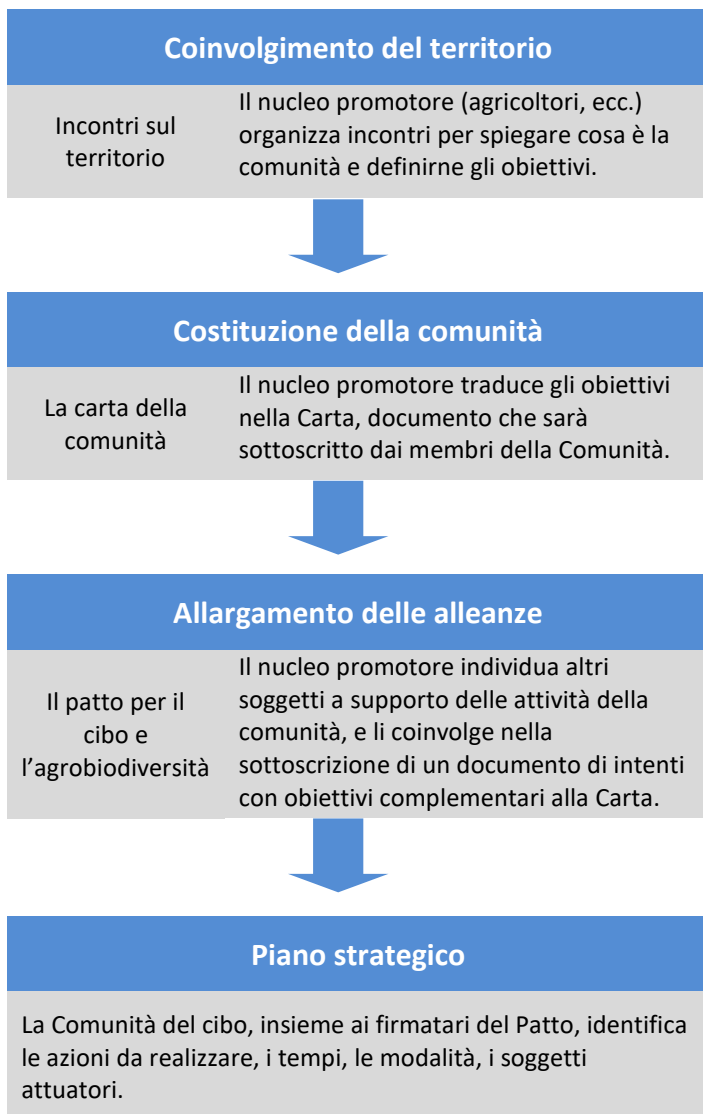 Coinvolgimento del territorio
Incontri sul
territorio
Il nucleo promotore (agricoltori, ecc.)
organizza incontri per spiegare cosa è la
comunità e definirne gli obiettivi.
Costituzione della comunità
La carta della
comunità
Il nucleo promotore traduce gli obiettivi
nella Carta, documento che sarà
sottoscritto dai membri della Comunità.
Allargamento delle alleanze
Il patto per il
cibo e
l’agrobiodiversità
Il nucleo promotore individua altri
soggetti a supporto delle attività della
comunità, e li coinvolge nella
sottoscrizione di un documento di intenti
con obiettivi complementari alla Carta.
Piano strategico
La Comunità del cibo, insieme ai firmatari del Patto, identifica
le azioni da realizzare, i tempi, le modalità, i soggetti
attuatori.